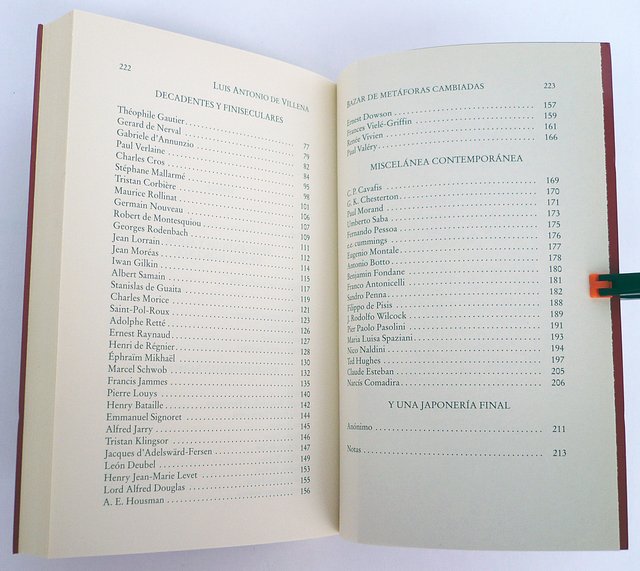 222
Luis Antonio de Villena
DECADENTES Y FINISECULARES
Théophile Gautier 77
Gerard de Nerval 79
Gabriele d'Annunzio 82
Paul Verlaine 84
Charles Cros 95
Stéphane Mallarmé 98
Tristan Corbière 101
Maurice Rollinat 106
Germain Nouveau 107
Robert de Montesquiou 109
Georges Rodenbach 111
Jean Lorrain 112
Jean Moréas 114
Iwan Gilkin 115
Albert Samain 117
Stanislas de Guaita 119
Charles Morice 121
Saint-Pol-Roux 123
Adolphe Retté 126
Ernest Raynaud 127
Henri de Régnier 128
Éphraïm Mikhaël 130
Marcel Schwob 132
Francis Jammes 135
Pierre Louys 140
Henry Bataille 142
Emmanuel Signoret 144
Alfred Jarry 145
Tristan Klingsor 146
Jacques d'Adelswärd-Fersen 147
León Deubel 149
Henry Jean-Marie Levet 153
Lord Alfred Douglas 155
A. E. Housman 156
Bazar de metáforas cambiadas 223
Ernest Dowson 157
Frances Vielé-Griffin 159
Renée Vivien 161
Paul Valéry 166
MISCELÁNEA CONTEMPORÁNEA
C. P. Cavafis 169
G. K. Chesterton 170
Paul Morand 171
Umberto Saba 173
Fernando Pessoa 175
e.e. cummings 176
Eugenio Montale 177
Antonio Botto 178
Benjamin Fondane 180
Franco Antonicelli 181
Sandro Penna 182
Filippo de Pisis 188
J. Rodolfo Wilcock 189
Pier Paolo Pasolini 191
Maria Luisa Spaziani 193
Nico Naldini 194
Ted Hughes 197
Claude Esteban 205
Narcís Comadira 206
Y UNA JAPONERÍA FINAL
Anónimo 211
Notas 213